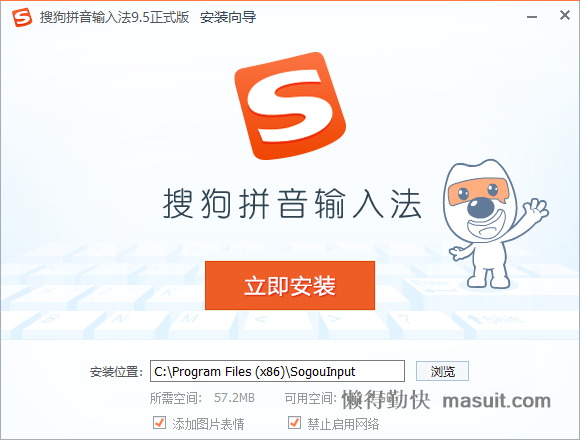 搜狗拼音输入法9.5正式版 安装向导
搜狗拼音输入法
立即安装
安装位置: C:\Program Files (x86)\SogouInput 浏览
所需空间: 57.2MB 可用空间:
懒得勤快 masuit.com
添加图片表情 禁止启用网络